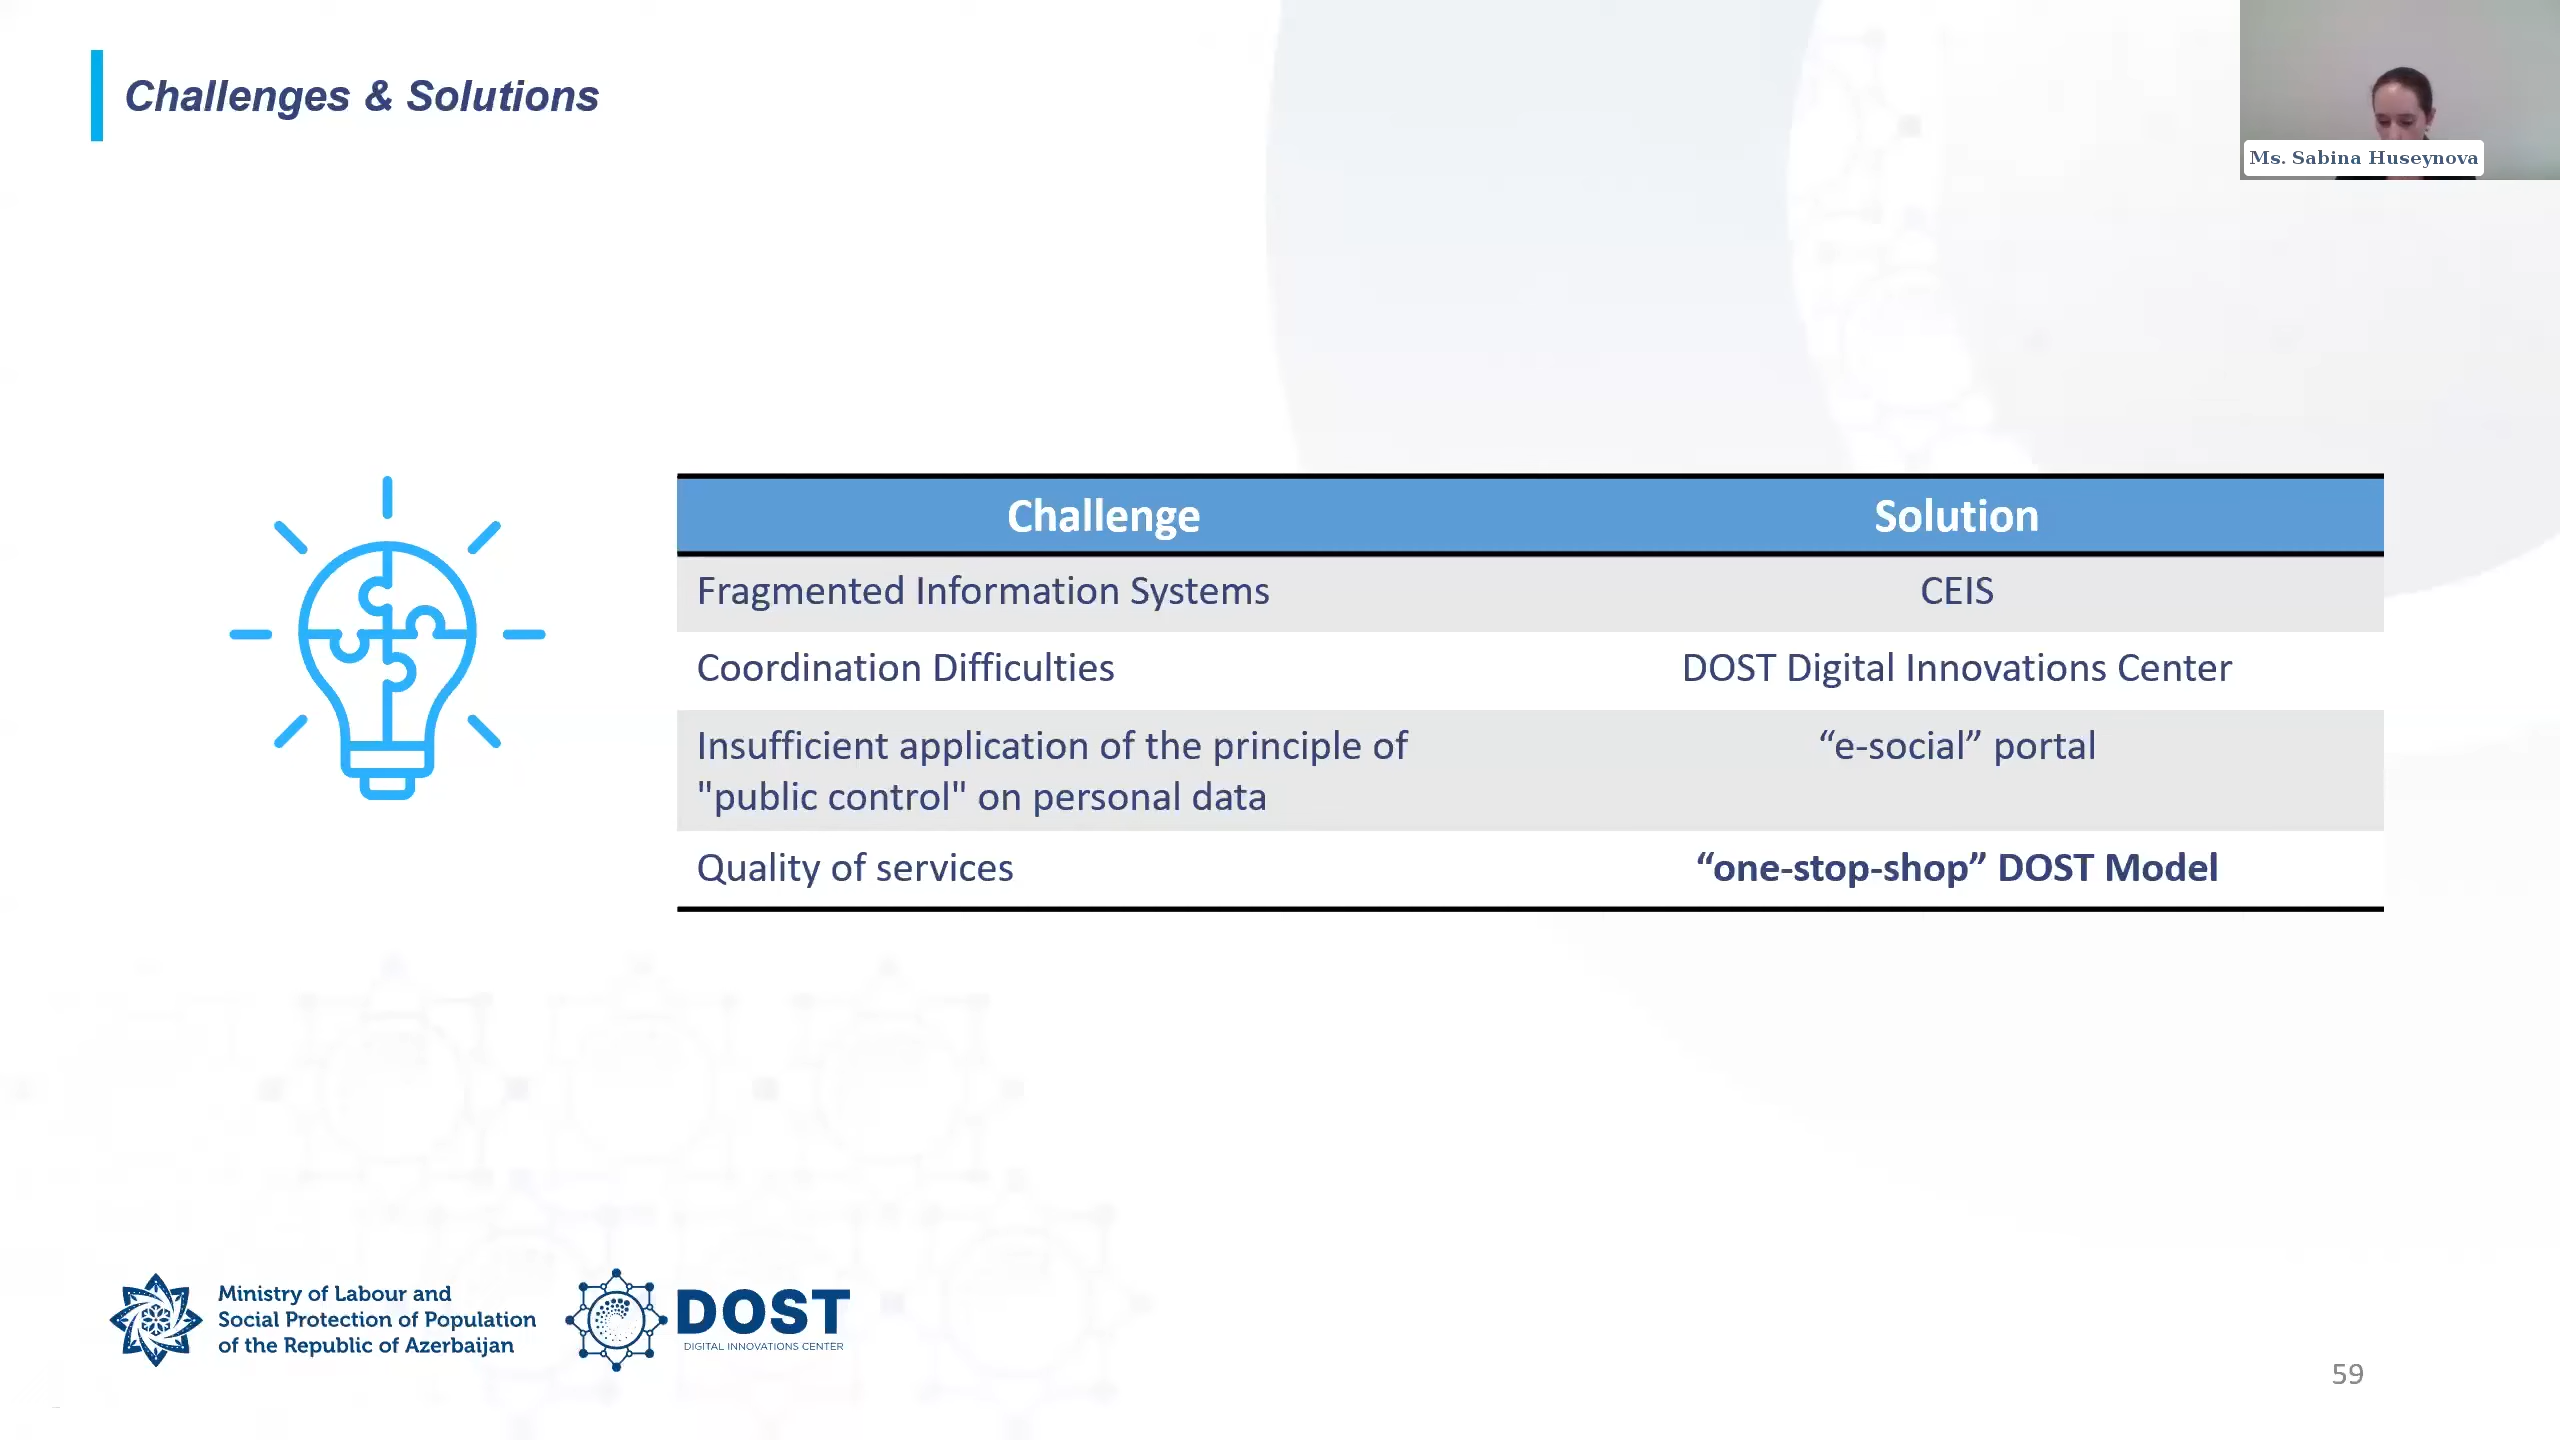 Challenges & Solutions
Ms. Sabina Huseynova
Challenge
Solution
Fragmented Information Systems
CEIS
Coordination Difficulties
DOST Digital Innovations Center
Insufficient application of the principle of
"public control" on personal data
“e-social” portal
Quality of services
“one-stop-shop” DOST Model
Ministry of Labour and
Social Protection of Population
of the Republic of Azerbaijan
DOST
DIGITAL INNOVATIONS CENTER
59